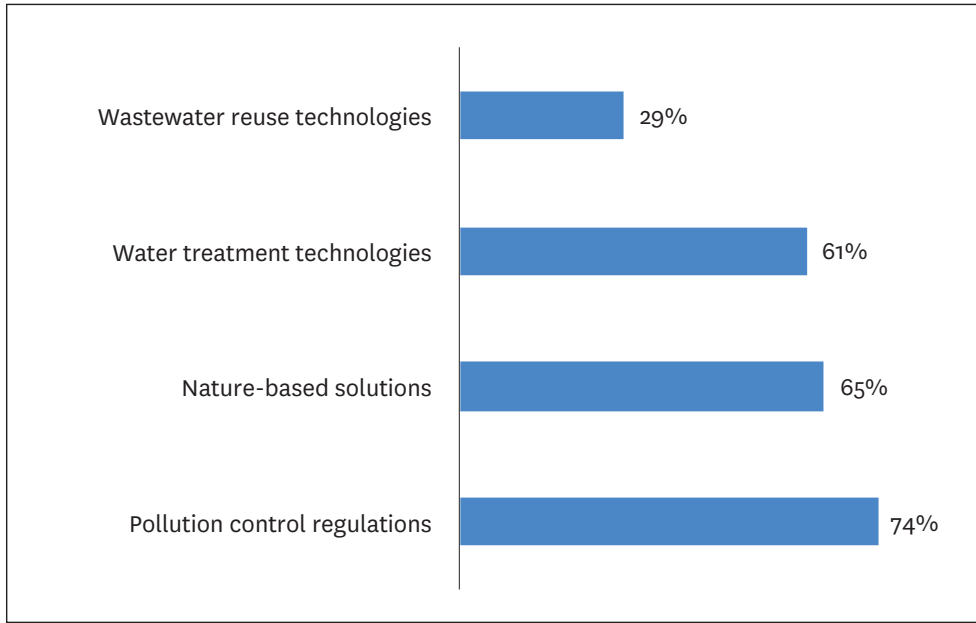 Wastewater reuse technologies 29%
Water treatment technologies 61%
Nature-based solutions 65%
Pollution control regulations 74%